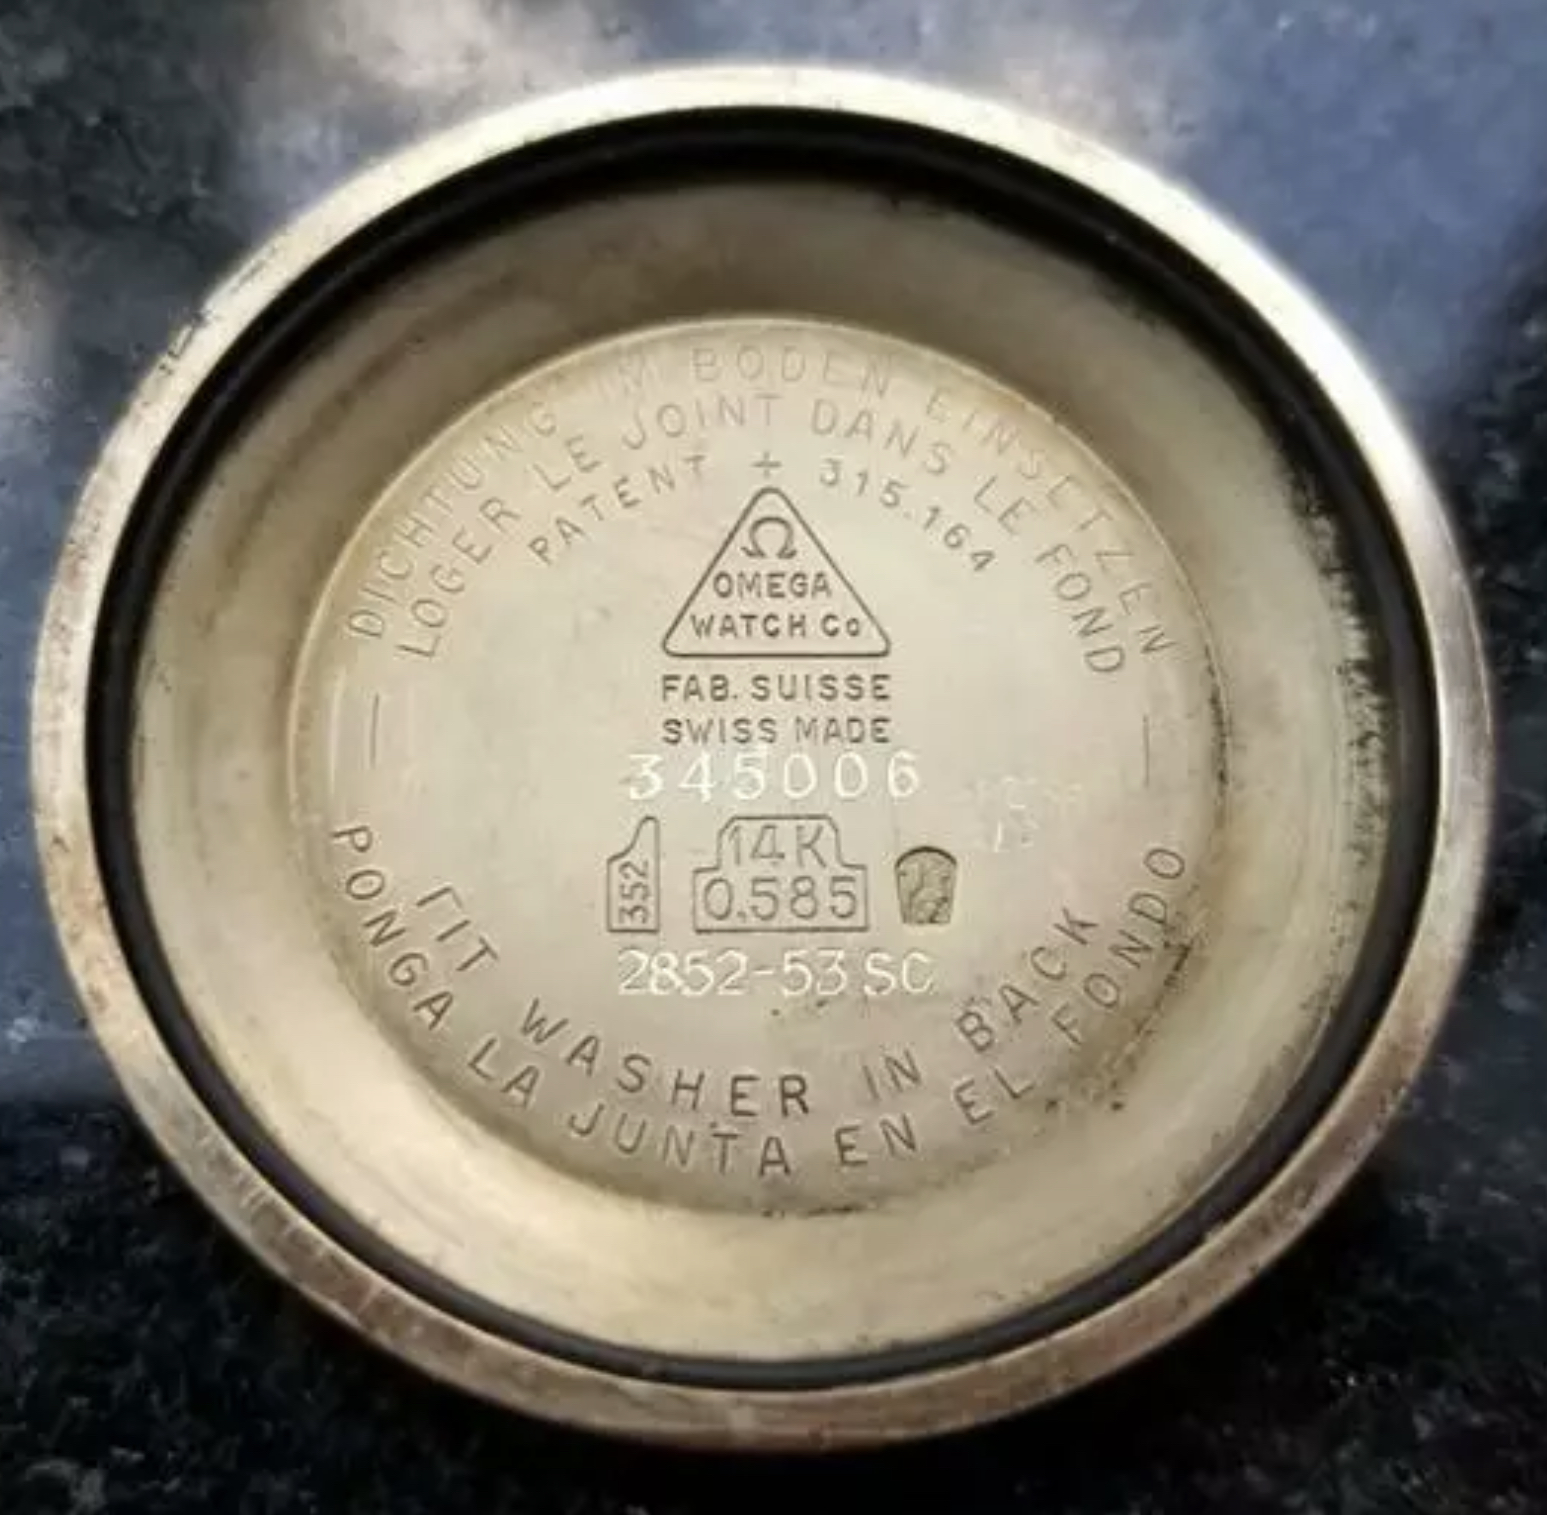 DICHTUNG IM BODEN EINSETZEN
LOGER LE JOINT DANS LE FOND
PATENT + 315.164
Ω
OMEGA
WATCH Co
FAB. SUISSE
SWISS MADE
345006
352
14K
0.585
2852-53 SC
FIT WASHER IN BACK
PONGA LA JUNTA EN EL FONDO